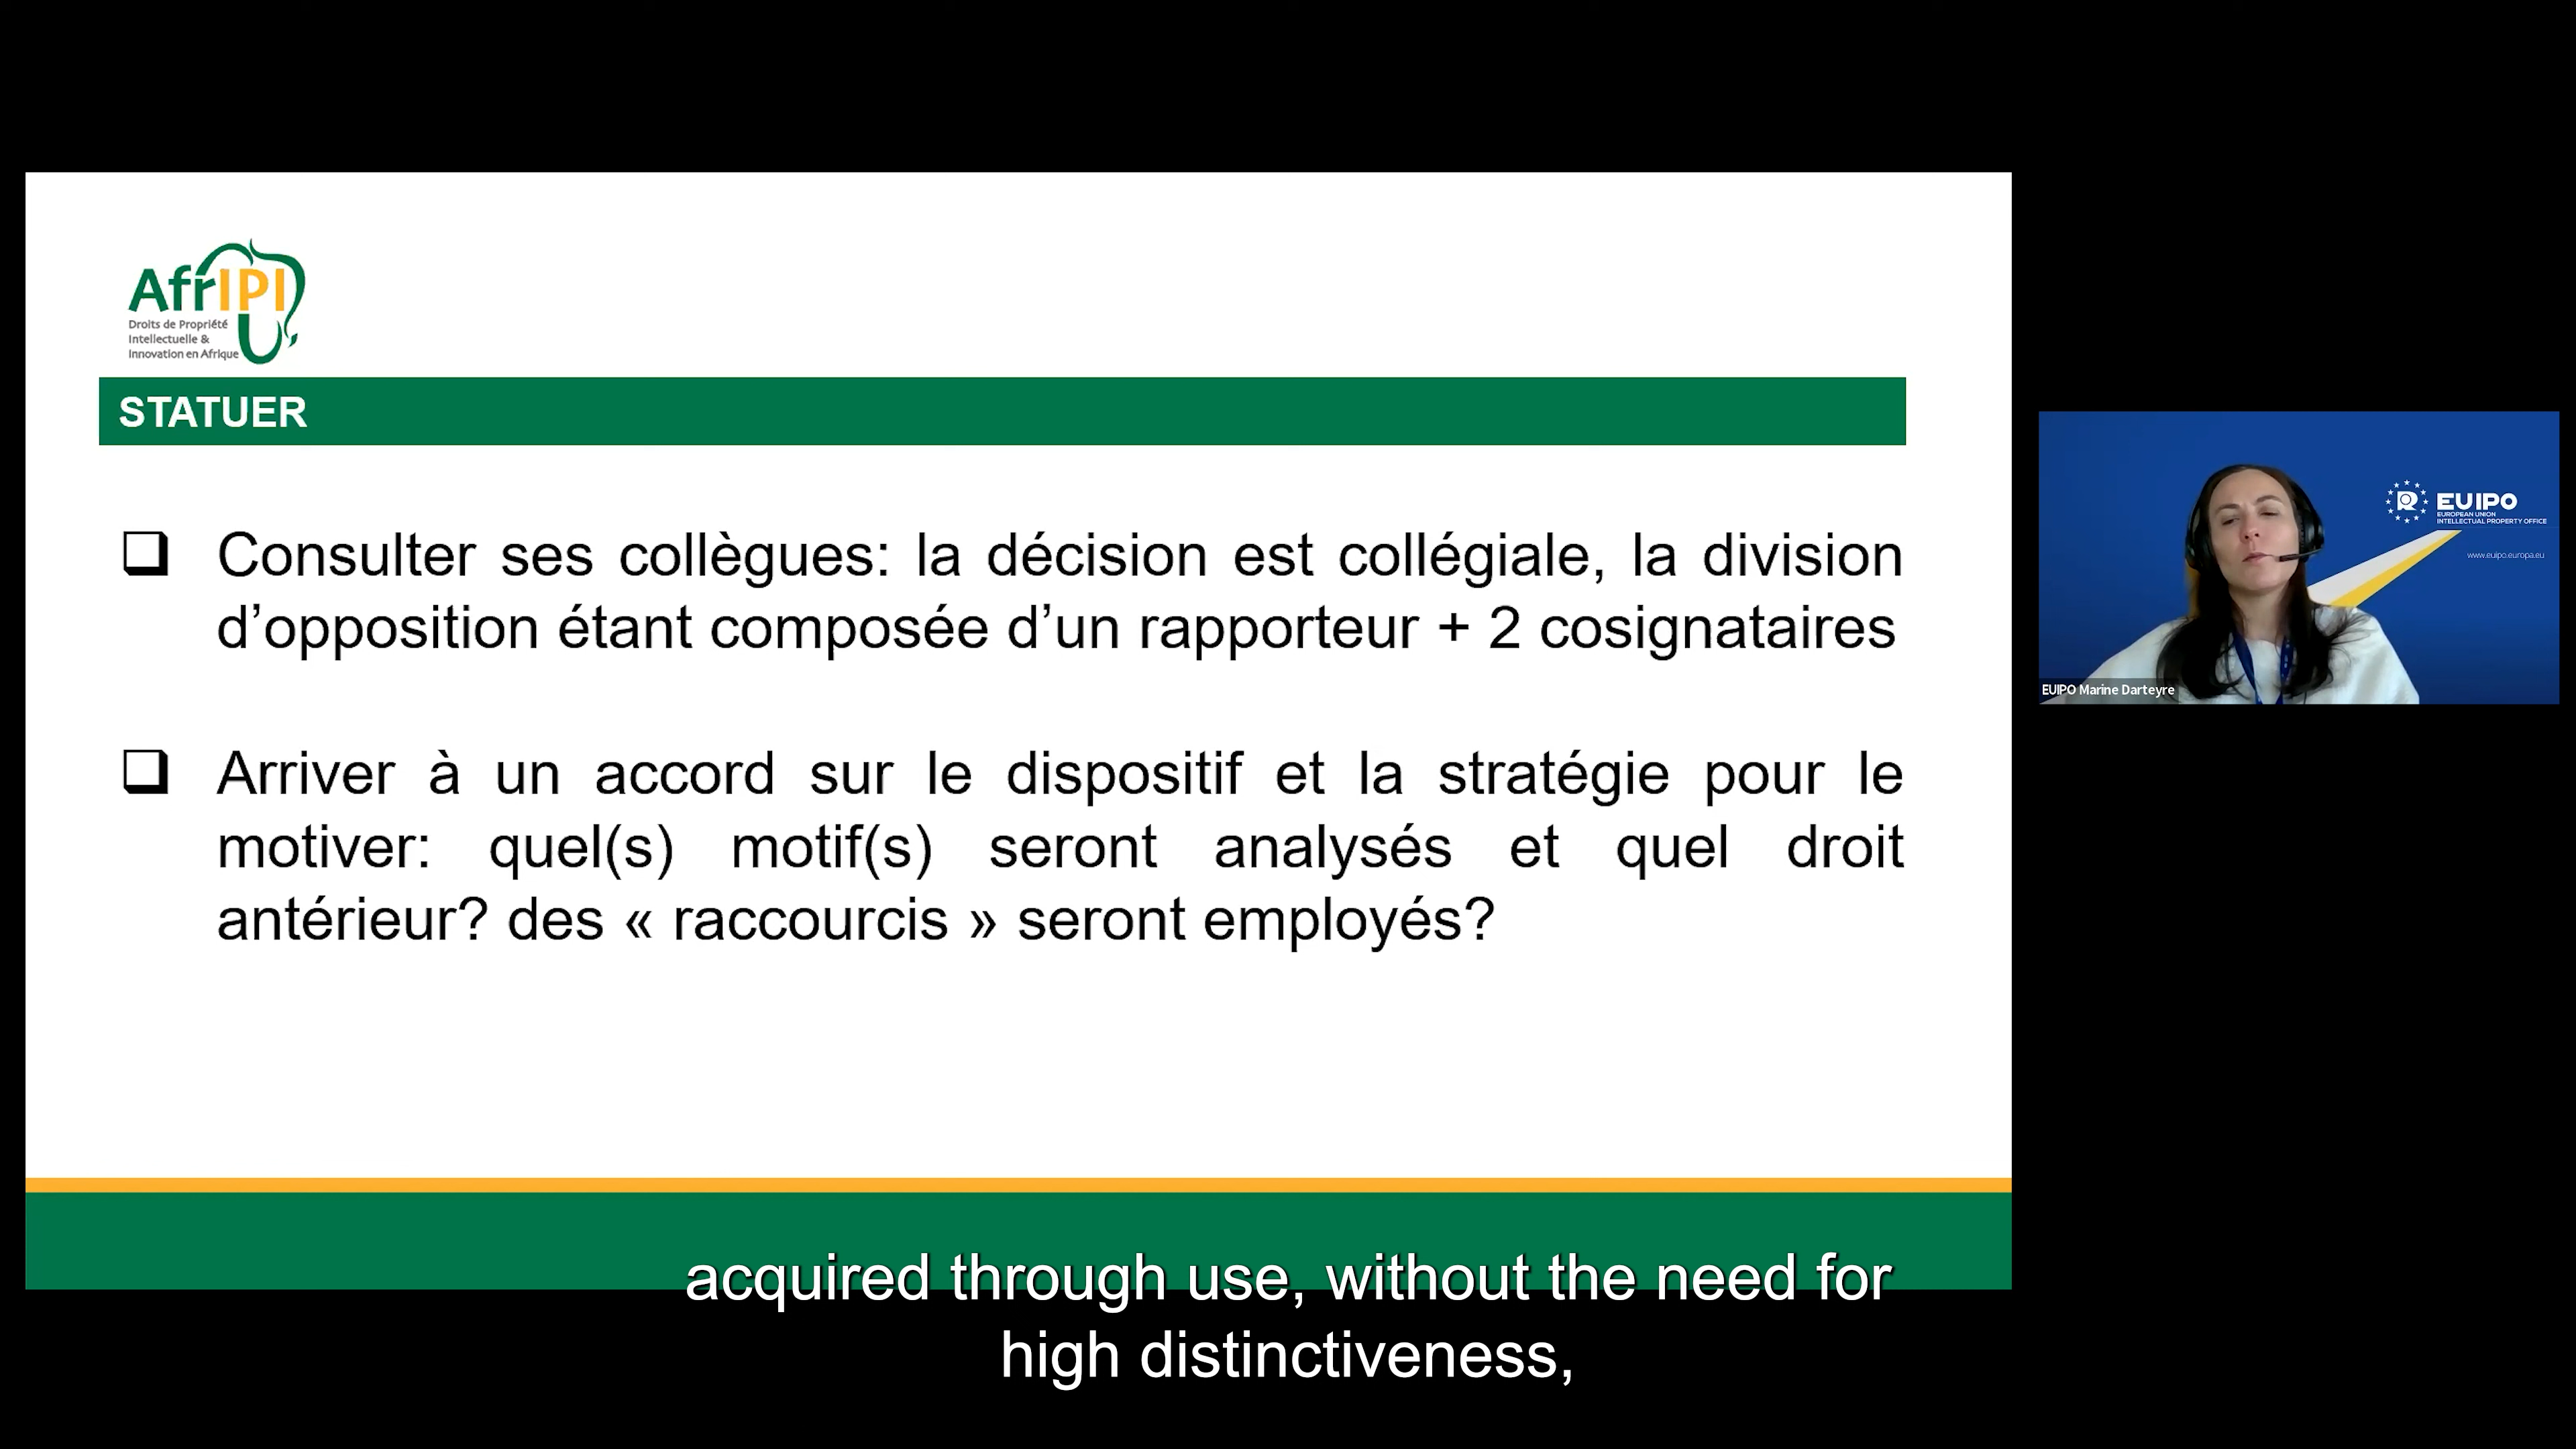 AfrIPI
Droits de Propriété
Intellectuelle &
Innovation en Afrique
STATUER
Consulter ses collègues: la décision est collégiale, la division
d’opposition étant composée d’un rapporteur + 2 cosignataires
Arriver à un accord sur le dispositif et la stratégie pour le
motiver: quel(s) motif(s) seront analysés et quel droit
antérieur? des « raccourcis » seront employés?
R
EUIPO
EUROPEAN UNION
INTELLECTUAL PROPERTY OFFICE
www.euipo.europa.eu
EUIPO Marine Darteyre
acquired through use, without the need for
high distinctiveness,